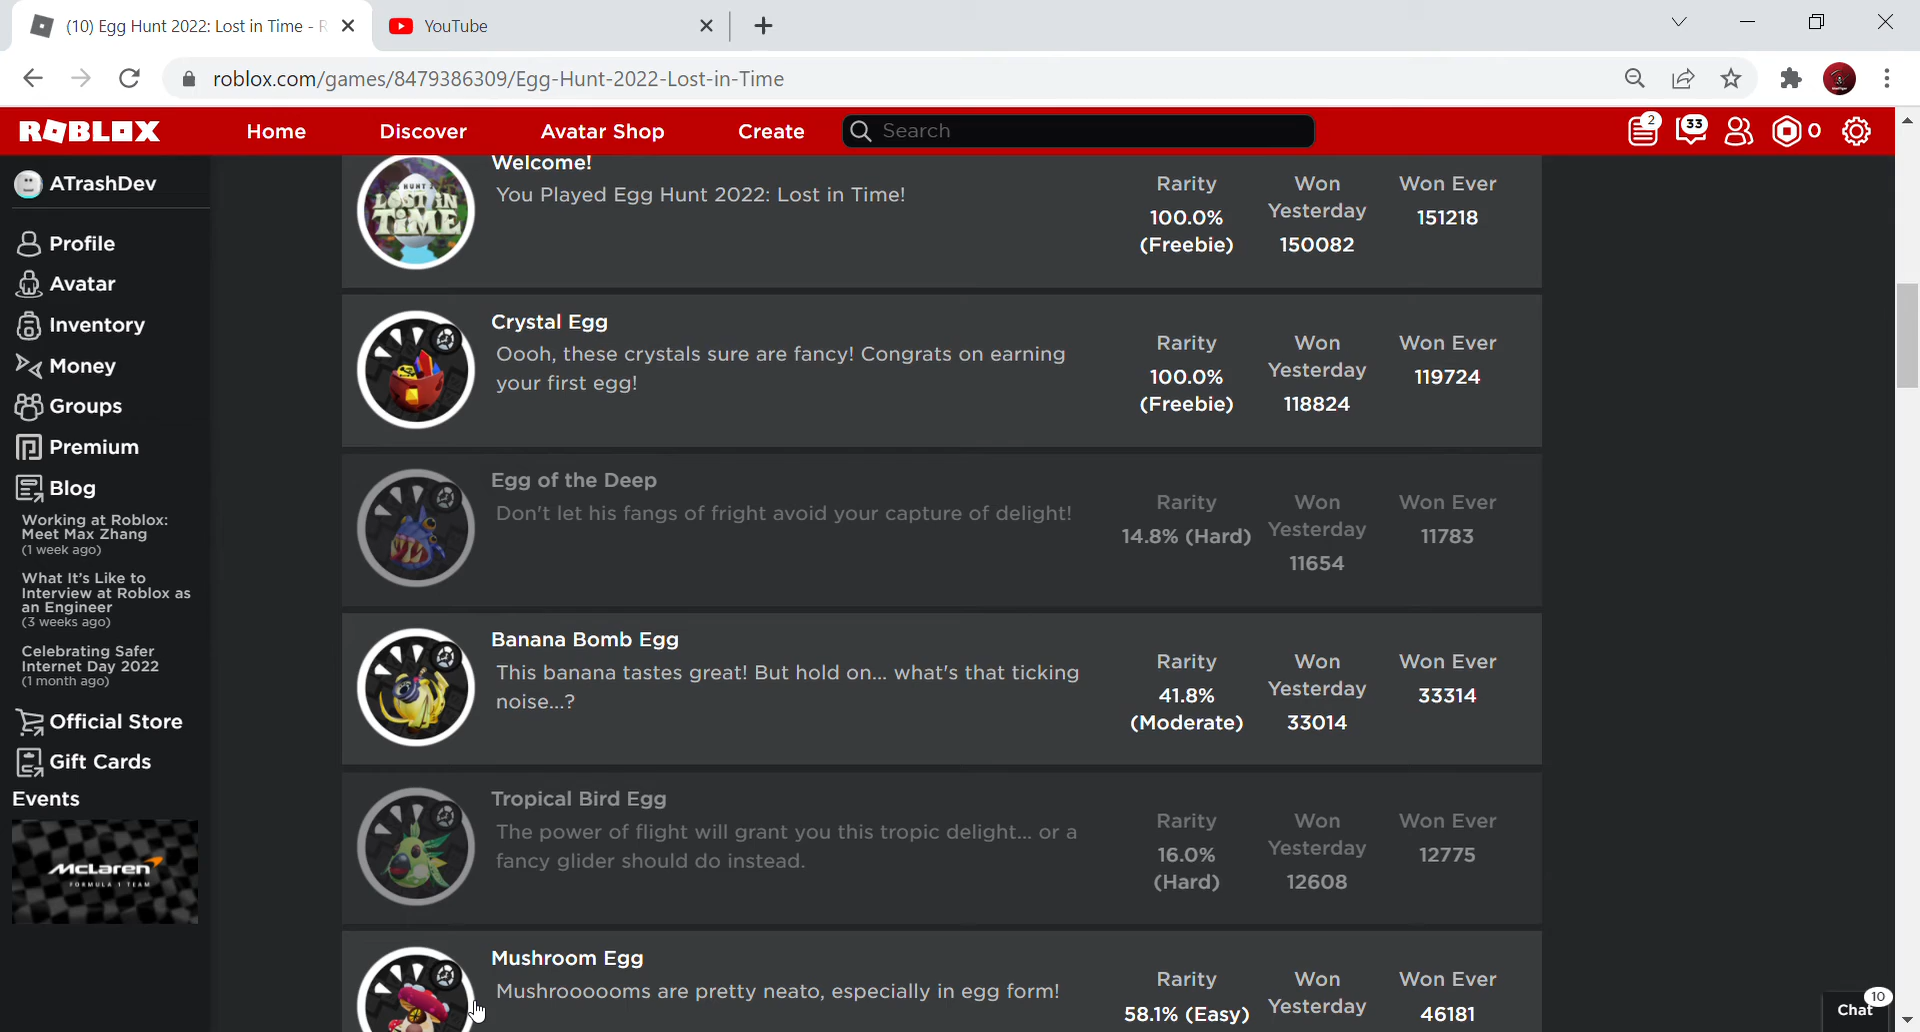 (10) Egg Hunt 2022: Lost in Time - R
YouTube
roblox.com/games/8479386309/Egg-Hunt-2022-Lost-in-Time
ROBLOX
Home
Discover
Avatar Shop
Create
Search
2
33
0
ATrashDev
Profile
Avatar
Inventory
Money
Groups
Premium
Blog
Working at Roblox:
Meet Max Zhang
(1 week ago)
What It's Like to
Interview at Roblox as
an Engineer
(3 weeks ago)
Celebrating Safer
Internet Day 2022
(1 month ago)
Official Store
Gift Cards
Events
McLaren
FORMULA 1 TEAM
LOST IN
TIME
Welcome!
You Played Egg Hunt 2022: Lost in Time!
Rarity
100.0%
(Freebie)
Won
Yesterday
150082
Won Ever
151218
Crystal Egg
Oooh, these crystals sure are fancy! Congrats on earning
your first egg!
Rarity
100.0%
(Freebie)
Won
Yesterday
118824
Won Ever
119724
Egg of the Deep
Don't let his fangs of fright avoid your capture of delight!
Rarity
14.8% (Hard)
Won
Yesterday
11654
Won Ever
11783
Banana Bomb Egg
This banana tastes great! But hold on... what's that ticking
noise...?
Rarity
41.8%
(Moderate)
Won
Yesterday
33014
Won Ever
33314
Tropical Bird Egg
The power of flight will grant you this tropic delight... or a
fancy glider should do instead.
Rarity
16.0%
(Hard)
Won
Yesterday
12608
Won Ever
12775
Mushroom Egg
Mushroooooms are pretty neato, especially in egg form!
Rarity
58.1% (Easy)
Won
Yesterday
Won Ever
46181
Chat
10